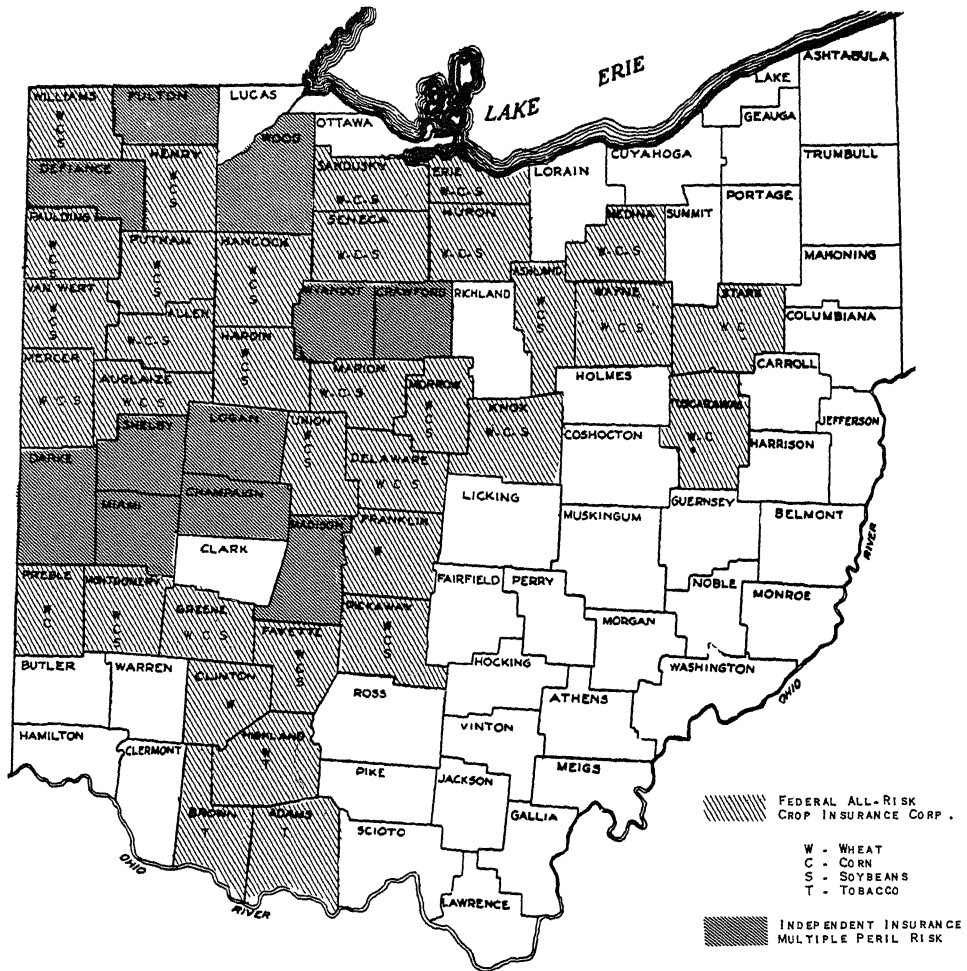 LAKE ERIE
ASHTABULA
LAKE
GEAUGA
WILLIAMS
W C S
FULTON
LUCAS
OTTAWA
WOOD
CUYAHOGA
TRUMBULL
HENRY
W C S
SANDUSKY
ERIE
W-C-S
LORAIN
DEFIANCE
PORTAGE
PAULDING
W C S
SENECA
W-C-S
HURON
W-C-S
MEDINA
W-C-S
SUMMIT
PUTNAM
W C S
HANCOCK
W C S
MAHONING
ASHLAND
W C S
VAN WERT
W C S
WYANDOT
CRAWFORD
RICHLAND
WAYNE
W C S
STARK
W C
ALLEN
W-C-S
COLUMBIANA
HARDIN
W C S
MERCER
W C S
AUGLAIZE
W C S
MARION
W-C-S
MORROW
W C S
HOLMES
CARROLL
KNOX
W-C-S
TUSCARAWAS
W-C
SHELBY
LOGAN
UNION
W C S
COSHOCTON
HARRISON
JEFFERSON
DARKE
DELAWARE
W C S
MIAMI
CHAMPAIGN
LICKING
GUERNSEY
MUSKINGUM
BELMONT
MADISON
FRANKLIN
W
RIVER
CLARK
PREBLE
W C
MONTGOMERY
W C S
FAIRFIELD
PERRY
NOBLE
MONROE
GREENE
W C S
PICKAWAY
W C S
MORGAN
FAYETTE
W C S
BUTLER
WARREN
HOCKING
WASHINGTON
CLINTON
W
ROSS
ATHENS
OHIO
HAMILTON
CLERMONT
HIGHLAND
W T
VINTON
PIKE
JACKSON
MEIGS
BROWN
T
ADAMS
T
SCIOTO
GALLIA
OHIO
RIVER
LAWRENCE
FEDERAL ALL-RISK
CROP INSURANCE CORP.
W - WHEAT
C - CORN
S - SOYBEANS
T - TOBACCO
INDEPENDENT INSURANCE
MULTIPLE PERIL RISK